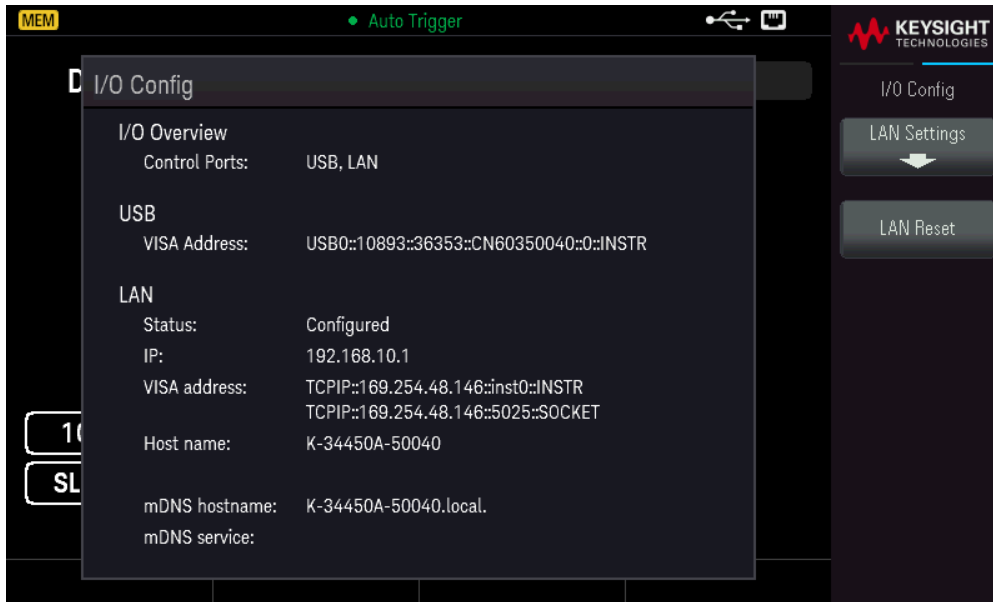 MEM
Auto Trigger
KEYSIGHT
TECHNOLOGIES
D
I/O Config
I/O Config
I/O Overview
LAN Settings
Control Ports: USB, LAN
USB
LAN Reset
VISA Address: USB0::10893::36353::CN60350040::0::INSTR
LAN
Status: Configured
IP: 192.168.10.1
VISA address: TCPIP::169.254.48.146::inst0::INSTR
TCPIP::169.254.48.146::5025::SOCKET
10
Host name: K-34450A-50040
SL
mDNS hostname: K-34450A-50040.local.
mDNS service: